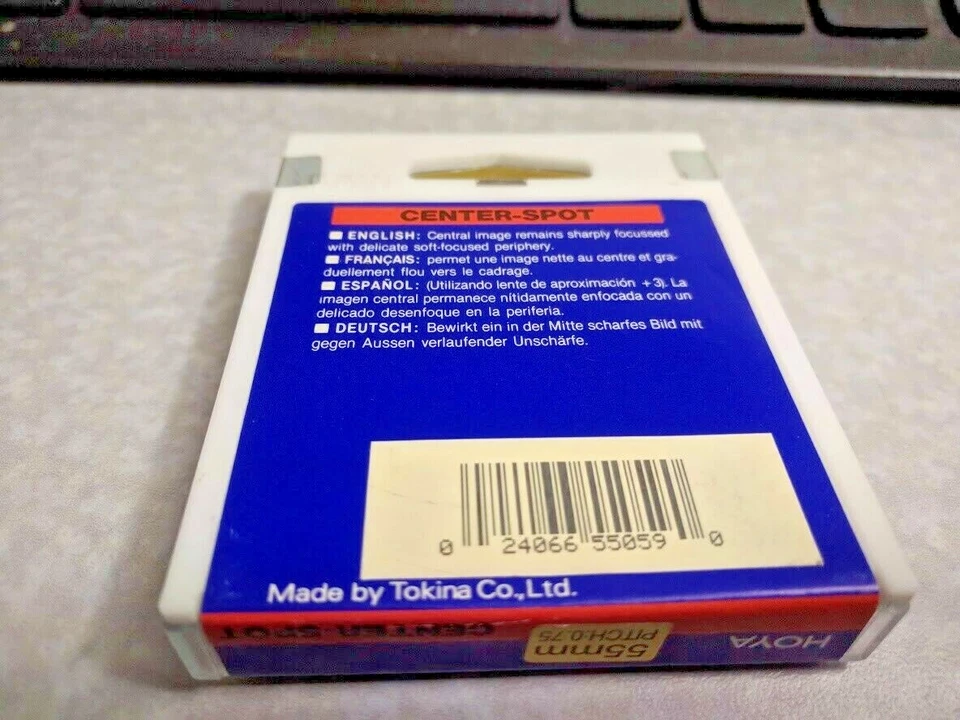 CENTER-SPOT
ENGLISH: Central image remains sharply focussed
with delicate soft-focused periphery.
FRANÇAIS: permet une image nette au centre et gra-
duellement flou vers le cadrage.
ESPAÑOL: (Utilizando lente de aproximación +3). La
imagen central permanece nítidamente enfocada con un
delicado desenfoque en la periferia.
DEUTSCH: Bewirkt ein in der Mitte scharfes Bild mit
gegen Aussen verlaufender Unschärfe.
0 24066 55059 0
Made by Tokina Co.,Ltd.
CENTER-SPOT
55mm
PITCH:0.75
HOYA